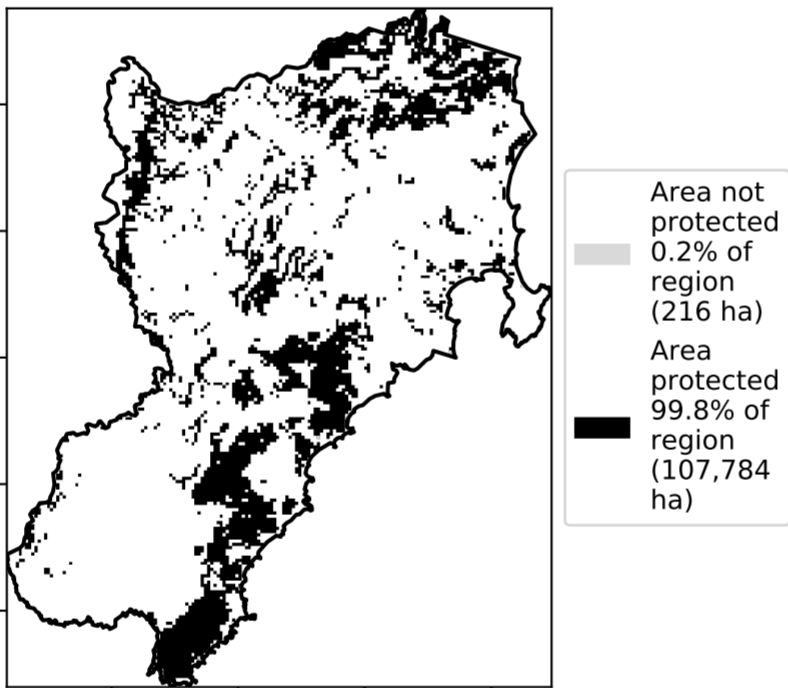 Area not
protected
0.2% of
region
(216 ha)
Area
protected
99.8% of
region
(107,784
ha)